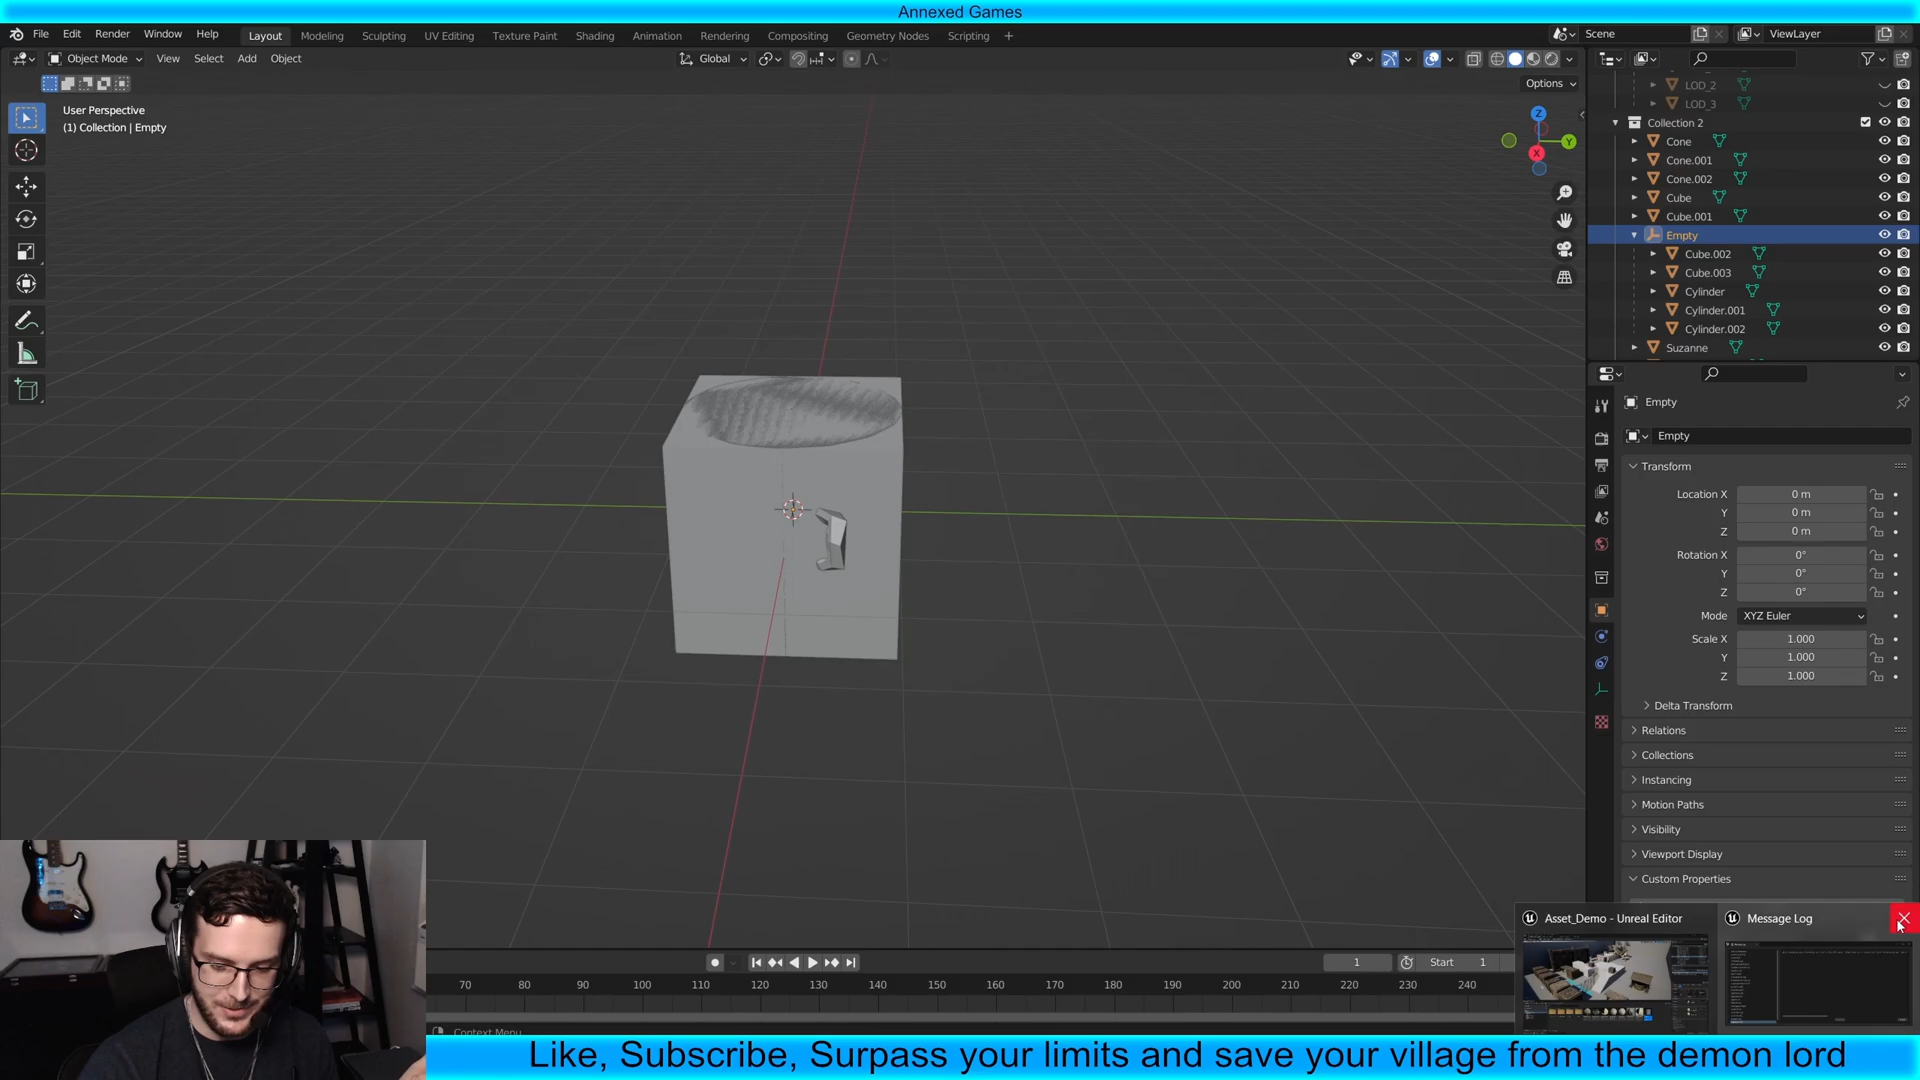 Annexed Games
File Edit Render Window Help Layout Modeling Sculpting UV Editing Texture Paint Shading Animation Rendering Compositing Geometry Nodes Scripting + Scene ViewLayer
Object Mode View Select Add Object Global
Options
User Perspective
(1) Collection | Empty
Z
Y
X
LOD_2
LOD_3
Collection 2
Cone
Cone.001
Cone.002
Cube
Cube.001
Empty
Cube.002
Cube.003
Cylinder
Cylinder.001
Cylinder.002
Suzanne
Empty
Empty
Transform
Location X 0 m
Y 0 m
Z 0 m
Rotation X 0°
Y 0°
Z 0°
Mode XYZ Euler
Scale X 1.000
Y 1.000
Z 1.000
Delta Transform
Relations
Collections
Instancing
Motion Paths
Visibility
Viewport Display
Custom Properties
Asset_Demo - Unreal Editor Message Log
1 Start 1
70 80 90 100 110 120 130 140 150 160 170 180 190 200 210 220 230 240
Context Menu
Like, Subscribe, Surpass your limits and save your village from the demon lord